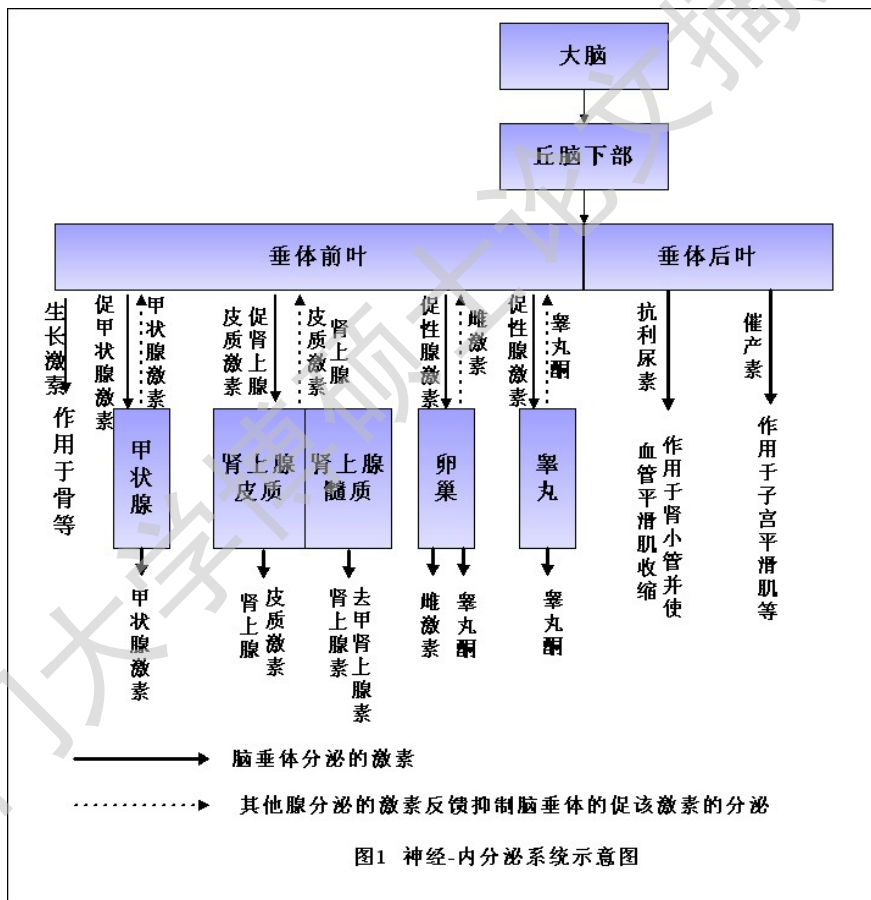 大脑
丘脑下部
垂体前叶
垂体后叶
生长激素
促甲状腺激素
甲状腺激素
促肾上腺
皮质激素
肾上腺
皮质激素
促性腺激素
雌激素
促性腺激素
睾丸酮
抗利尿素
催产素
作用于骨等
甲状腺
肾上腺
皮质
肾上腺
髓质
卵巢
睾丸
作用于肾小管并使
血管平滑肌收缩
作用于子宫平滑肌等
甲状腺激素
肾上腺
皮质激素
肾上腺素
去甲肾上腺素
雌激素
睾丸酮
睾丸酮
脑垂体分泌的激素
其他腺分泌的激素反馈抑制脑垂体的促该激素的分泌
图1 神经-内分泌系统示意图
大学博硕士论文摘